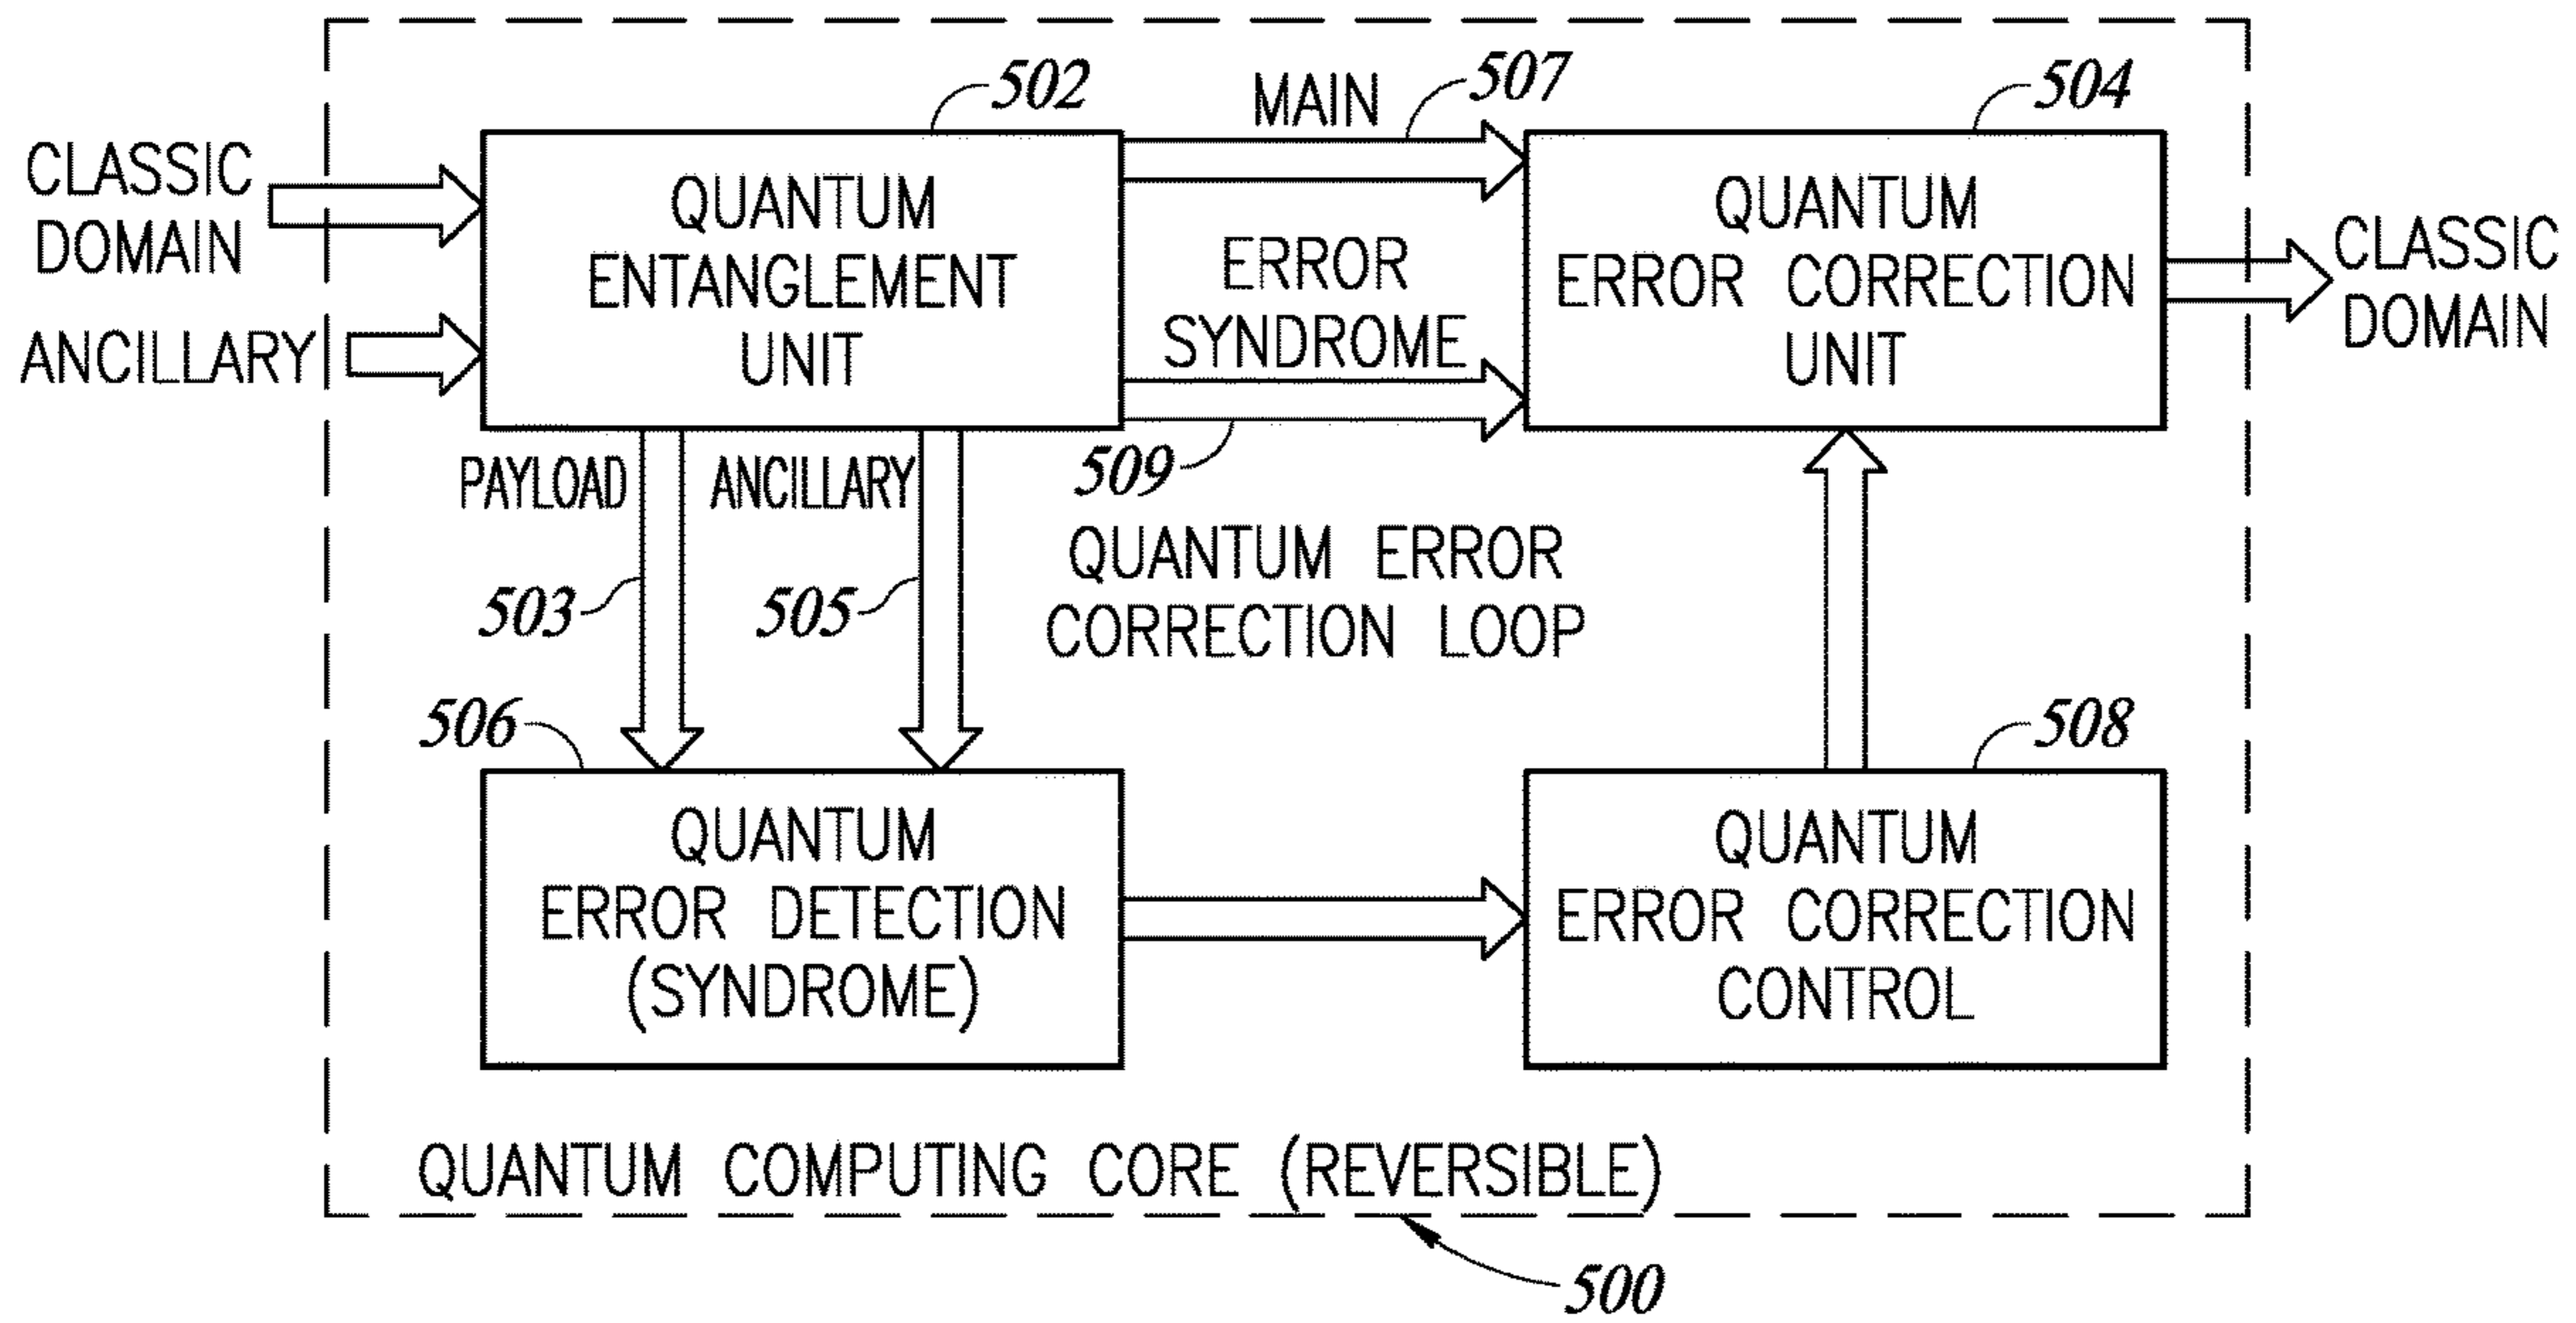 502
MAIN
507
504
CLASSIC
DOMAIN
ANCILLARY
QUANTUM
ENTANGLEMENT
UNIT
ERROR
SYNDROME
509
QUANTUM
ERROR CORRECTION
UNIT
CLASSIC
DOMAIN
PAYLOAD
ANCILLARY
503
505
QUANTUM ERROR
CORRECTION LOOP
506
508
QUANTUM
ERROR DETECTION
(SYNDROME)
QUANTUM
ERROR CORRECTION
CONTROL
QUANTUM COMPUTING CORE (REVERSIBLE)
500